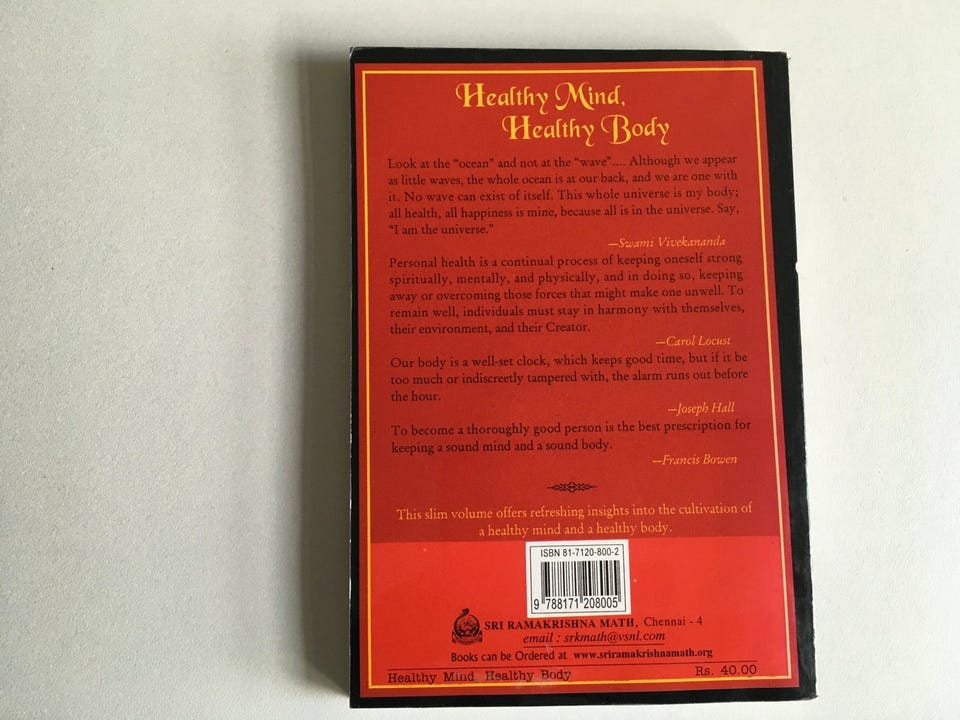 Healthy Mind,
Healthy Body
Look at the “ocean” and not at the “wave”.... Although we appear
as little waves, the whole ocean is at our back, and we are one with
it. No wave can exist of itself. This whole universe is my body;
all health, all happiness is mine, because all is in the universe. Say,
“I am the universe.”
—Swami Vivekananda
Personal health is a continual process of keeping oneself strong
spiritually, mentally, and physically, and in doing so, keeping
away or overcoming those forces that might make one unwell. To
remain well, individuals must stay in harmony with themselves,
their environment, and their Creator.
—Carol Locust
Our body is a well-set clock, which keeps good time, but if it be
too much or indiscreetly tampered with, the alarm runs out before
the hour.
—Joseph Hall
To become a thoroughly good person is the best prescription for
keeping a sound mind and a sound body.
—Francis Bowen
This slim volume offers refreshing insights into the cultivation of
a healthy mind and a healthy body.
ISBN 81-7120-800-2
9 788171 208005
SRI RAMAKRISHNA MATH, Chennai - 4
email : srkmath@vsnl.com
Books can be Ordered at www.sriramakrishnamath.org
Healthy Mind, Healthy Body Rs. 40.00